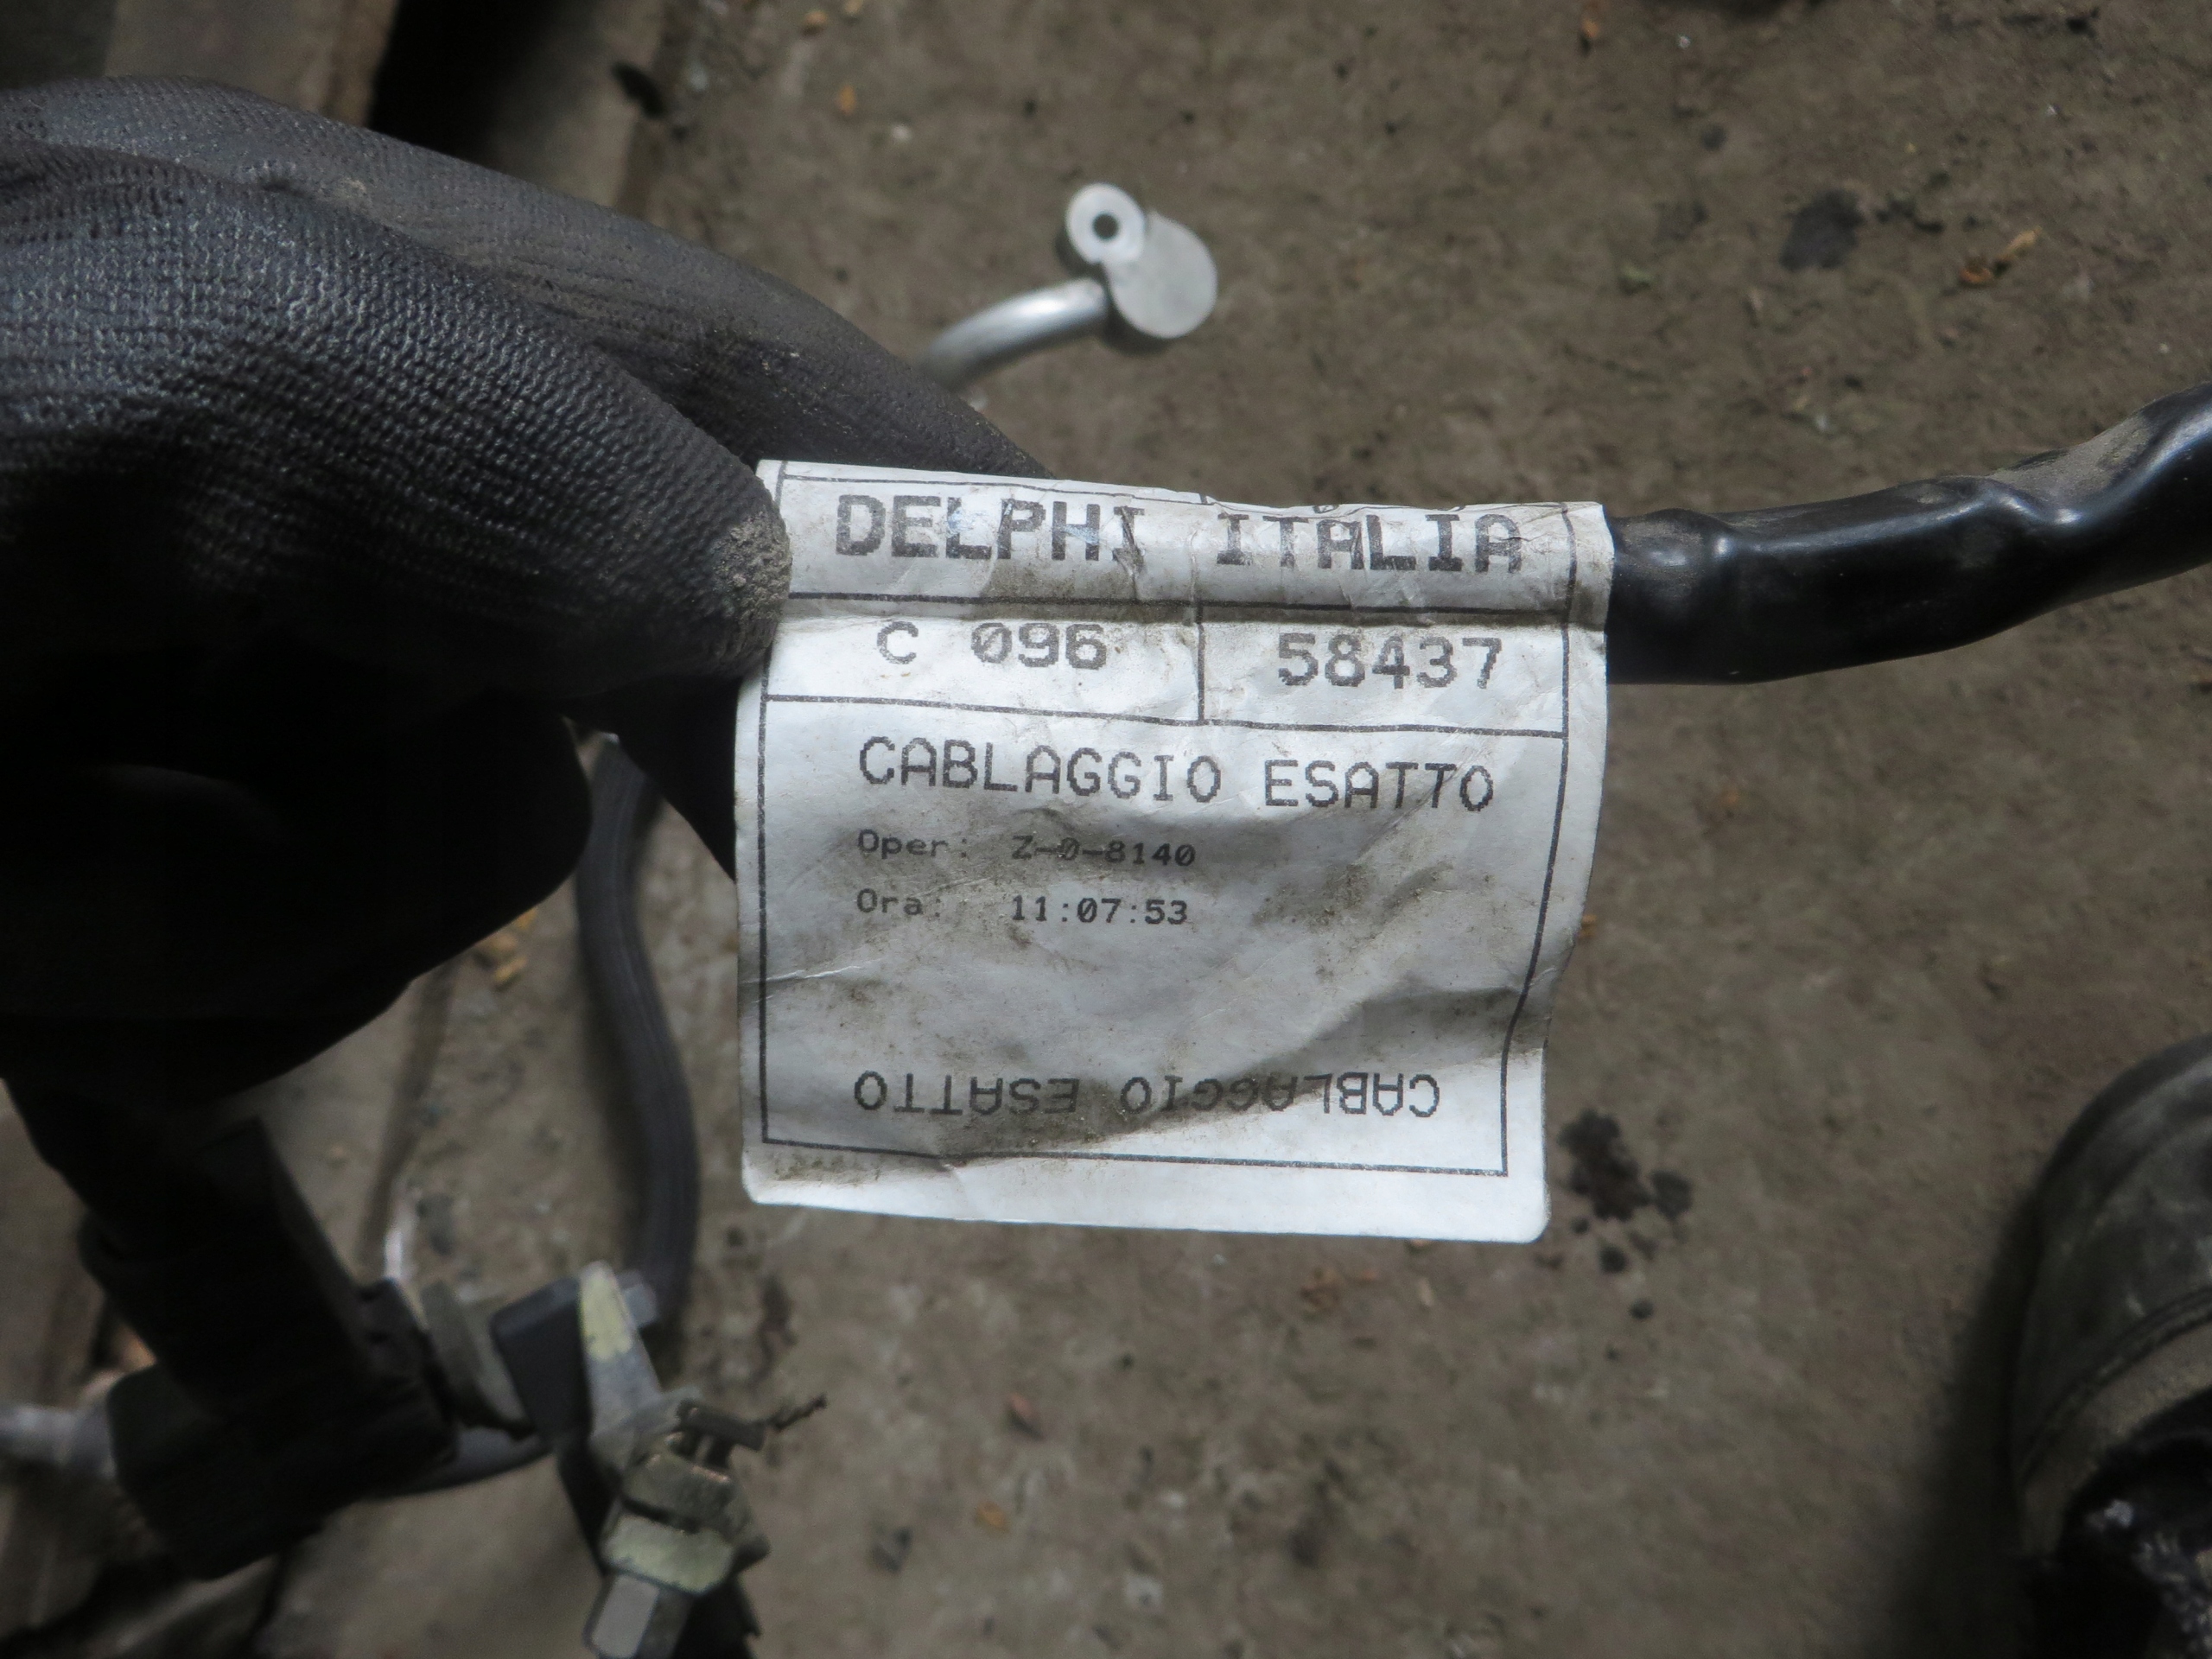 DELPHI ITALIA
C 096 58437
CABLAGGIO ESATTO
Oper: Z-0-8140
Ora: 11:07:53
CABLAGGIO ESATTO